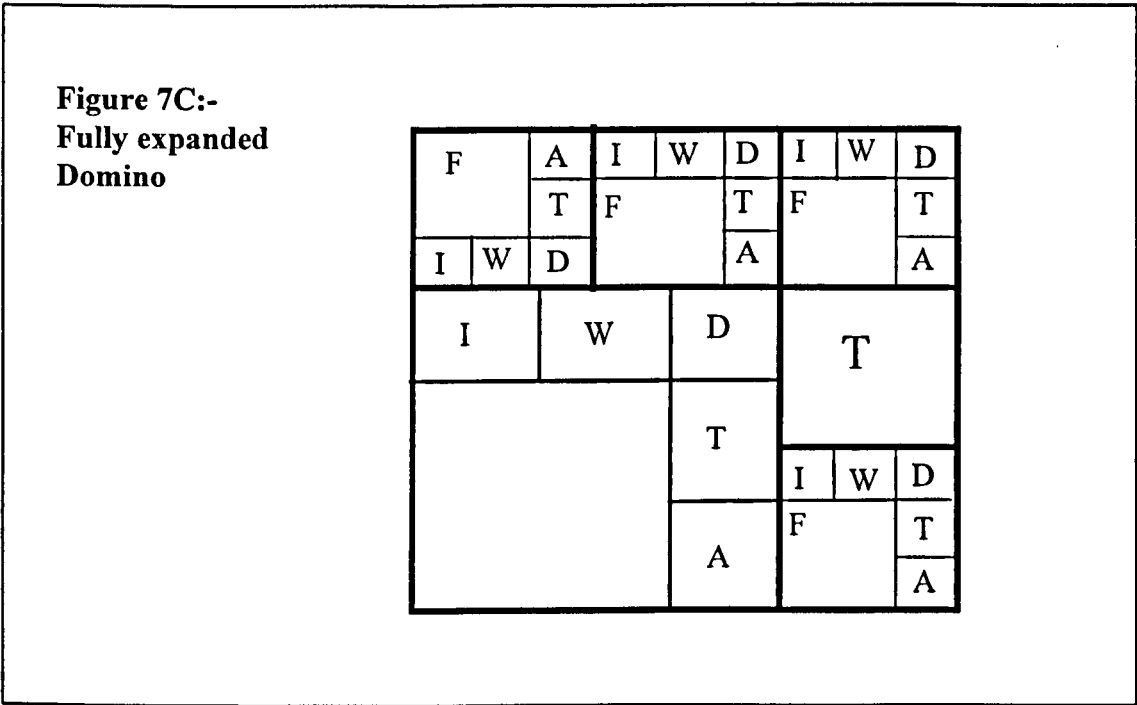 Figure 7C:-
Fully expanded
Domino
F A I W D I W D
T F T F T
I W D A A
I W D T
T
I W D
F T
A A